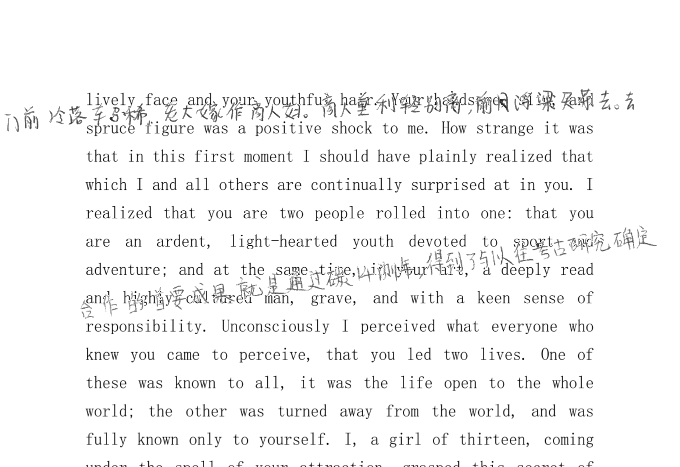 lively face and your youthful hair. Your handsome, and
门前冷落车马稀,老大嫁作商人妇。商人重利轻别离,前月浮梁买茶去。去
spruce figure was a positive shock to me. How strange it was
that in this first moment I should have plainly realized that
which I and all others are continually surprised at in you. I
realized that you are two people rolled into one: that you
are an ardent, light-hearted youth devoted to sport and
adventure; and at the same time, in your art, a deeply read
合作的首要成果就是通过碳14测年,得到了可以在考古研究确定
and highly cultured man, grave, and with a keen sense of
responsibility. Unconsciously I perceived what everyone who
knew you came to perceive, that you led two lives. One of
these was known to all, it was the life open to the whole
world; the other was turned away from the world, and was
fully known only to yourself. I, a girl of thirteen, coming
under the spell of your attraction, grasped this secret of